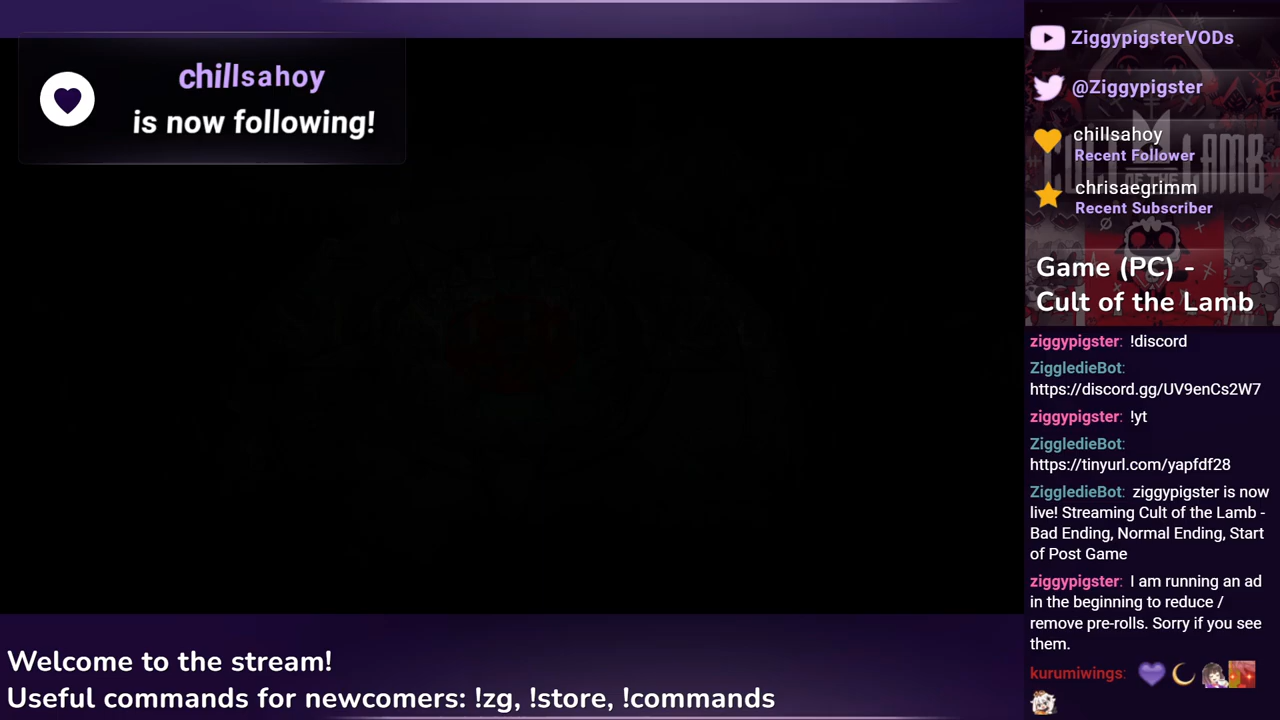 chillsahoy
is now following!
ZiggypigsterVODs
@Ziggypigster
chillsahoy
Recent Follower
CULT
OF THE
LAMB
chrisaegrimm
Recent Subscriber
Game (PC) -
Cult of the Lamb
ziggypigster: !discord
ZiggledieBot:
https://discord.gg/UV9enCs2W7
ziggypigster: !yt
ZiggledieBot:
https://tinyurl.com/yapfdf28
ZiggledieBot: ziggypigster is now
live! Streaming Cult of the Lamb -
Bad Ending, Normal Ending, Start
of Post Game
ziggypigster: I am running an ad
in the beginning to reduce /
remove pre-rolls. Sorry if you see
them.
kurumiwings:
Welcome to the stream!
Useful commands for newcomers: !zg, !store, !commands